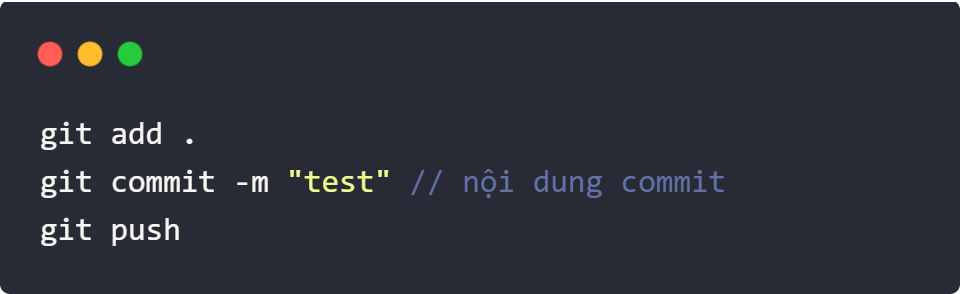 git add .
git commit -m "test" // nội dung commit
git push